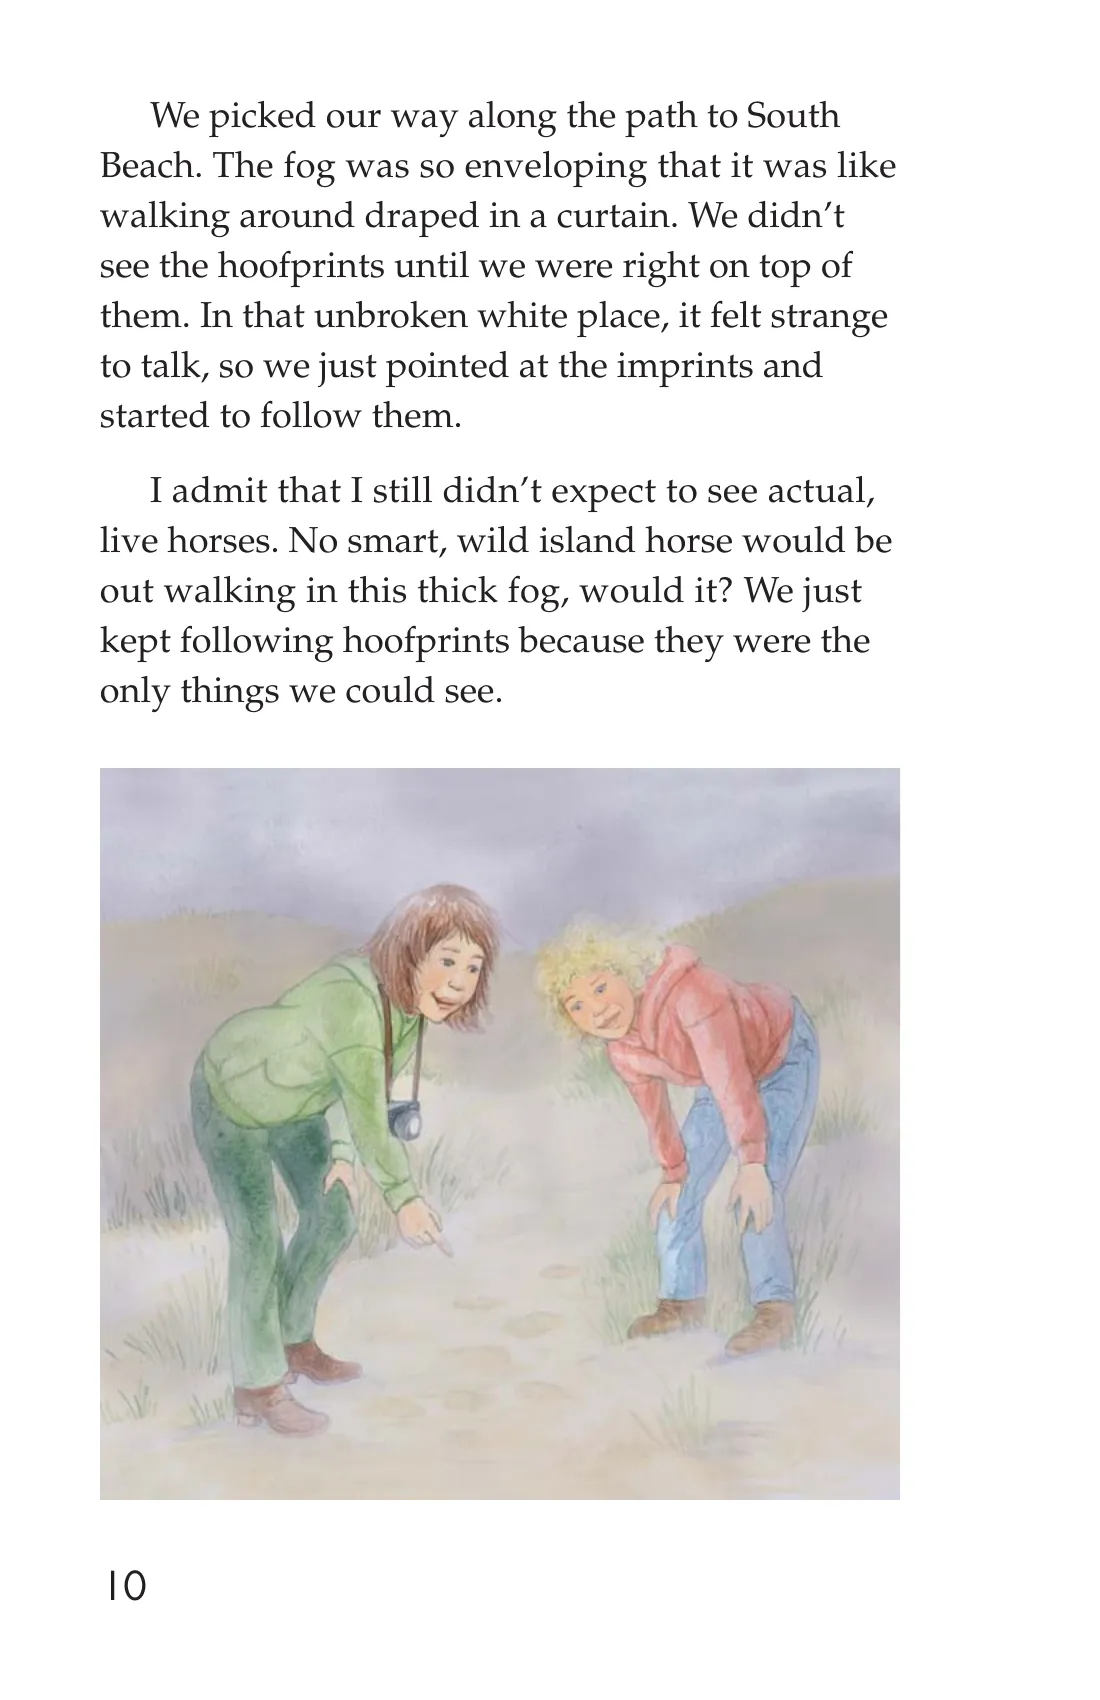 We picked our way along the path to South
Beach. The fog was so enveloping that it was like
walking around draped in a curtain. We didn’t
see the hoofprints until we were right on top of
them. In that unbroken white place, it felt strange
to talk, so we just pointed at the imprints and
started to follow them.
I admit that I still didn’t expect to see actual,
live horses. No smart, wild island horse would be
out walking in this thick fog, would it? We just
kept following hoofprints because they were the
only things we could see.
10